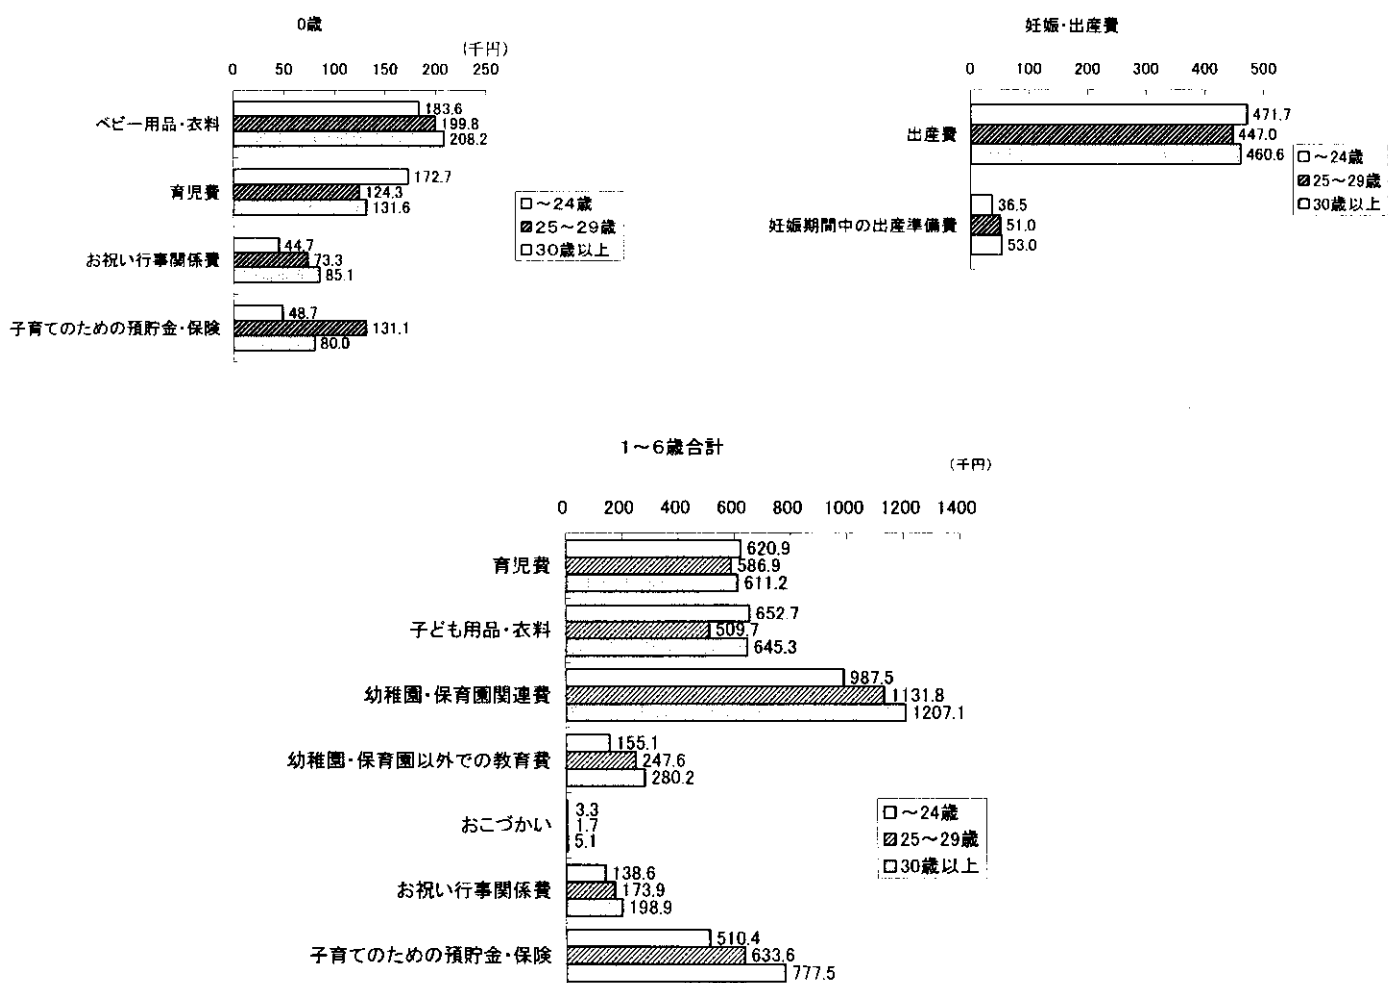 0歳
(千円)
0 50 100 150 200 250
ベビー用品・衣料
183.6
199.8
208.2
育児費
172.7
124.3
131.6
お祝い行事関係費
44.7
73.3
85.1
子育てのための預貯金・保険
48.7
131.1
80.0
～24歳
25～29歳
30歳以上
妊娠・出産費
0 100 200 300 400 500
出産費
471.7
447.0
460.6
妊娠期間中の出産準備費
36.5
51.0
53.0
～24歳
25～29歳
30歳以上
1～6歳合計
(千円)
0 200 400 600 800 1000 1200 1400
育児費
620.9
586.9
611.2
子ども用品・衣料
652.7
509.7
645.3
幼稚園・保育園関連費
987.5
1131.8
1207.1
幼稚園・保育園以外での教育費
155.1
247.6
280.2
おこづかい
3.3
1.7
5.1
お祝い行事関係費
138.6
173.9
198.9
子育てのための預貯金・保険
510.4
633.6
777.5
～24歳
25～29歳
30歳以上